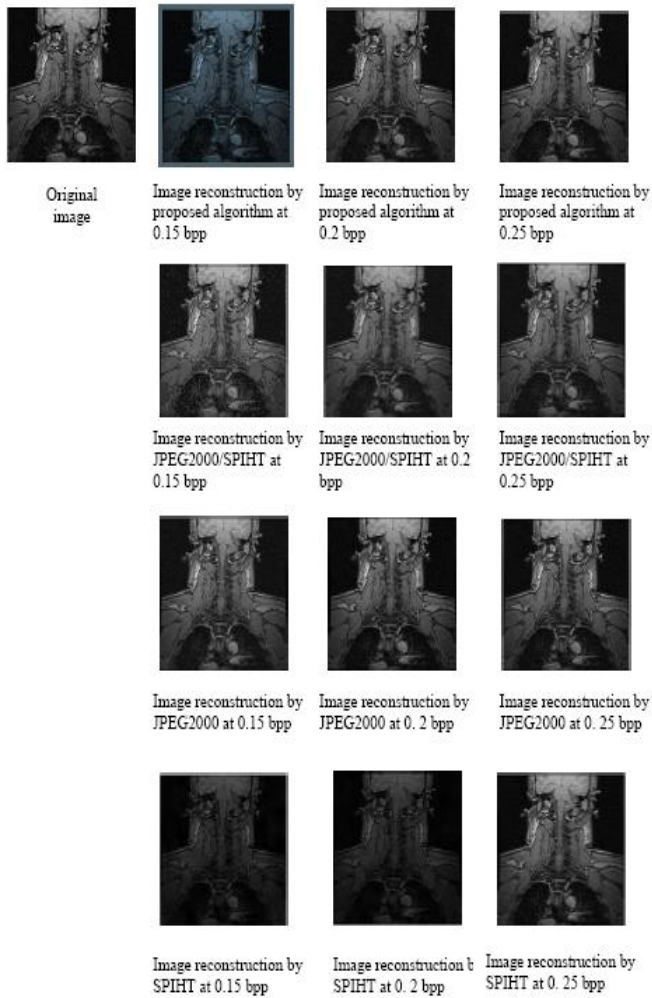 Original
image
Image reconstruction by
proposed algorithm at
0.15 bpp
Image reconstruction by
proposed algorithm at
0.2 bpp
Image reconstruction by
proposed algorithm at
0.25 bpp
Image reconstruction by
JPEG2000/SPIHT at
0.15 bpp
Image reconstruction by
JPEG2000/SPIHT at 0.2
bpp
Image reconstruction by
JPEG2000/SPIHT at
0.25 bpp
Image reconstruction by
JPEG2000 at 0.15 bpp
Image reconstruction by
JPEG2000 at 0. 2 bpp
Image reconstruction by
JPEG2000 at 0. 25 bpp
Image reconstruction by
SPIHT at 0.15 bpp
Image reconstruction b
SPIHT at 0. 2 bpp
Image reconstruction by
SPIHT at 0. 25 bpp